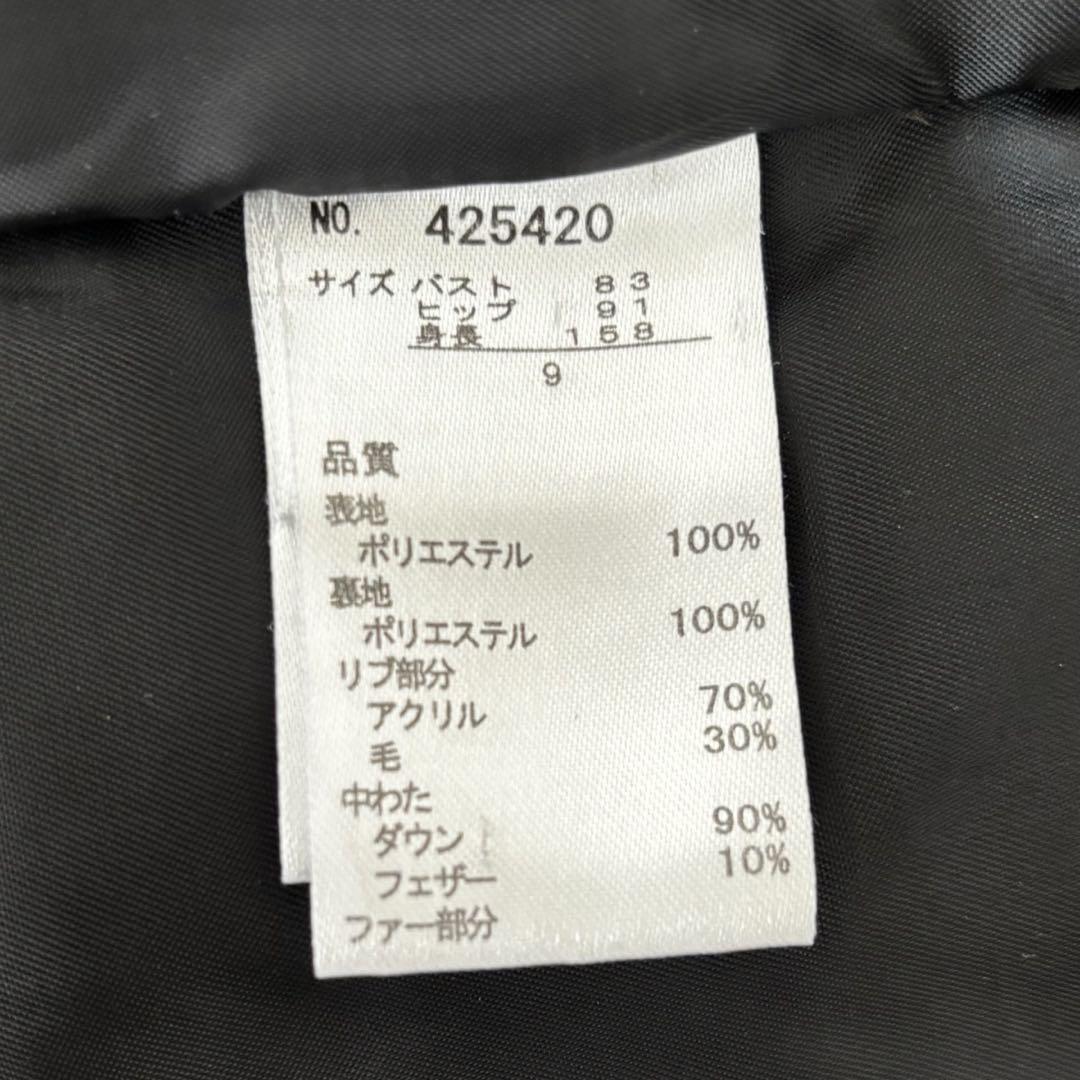 NO. 425420
サイズ バスト 83
ヒップ 91
身長 158
9
品質
表地
ポリエステル 100%
裏地
ポリエステル 100%
リブ部分
アクリル 70%
毛 30%
中わた
ダウン 90%
フェザー 10%
ファー部分